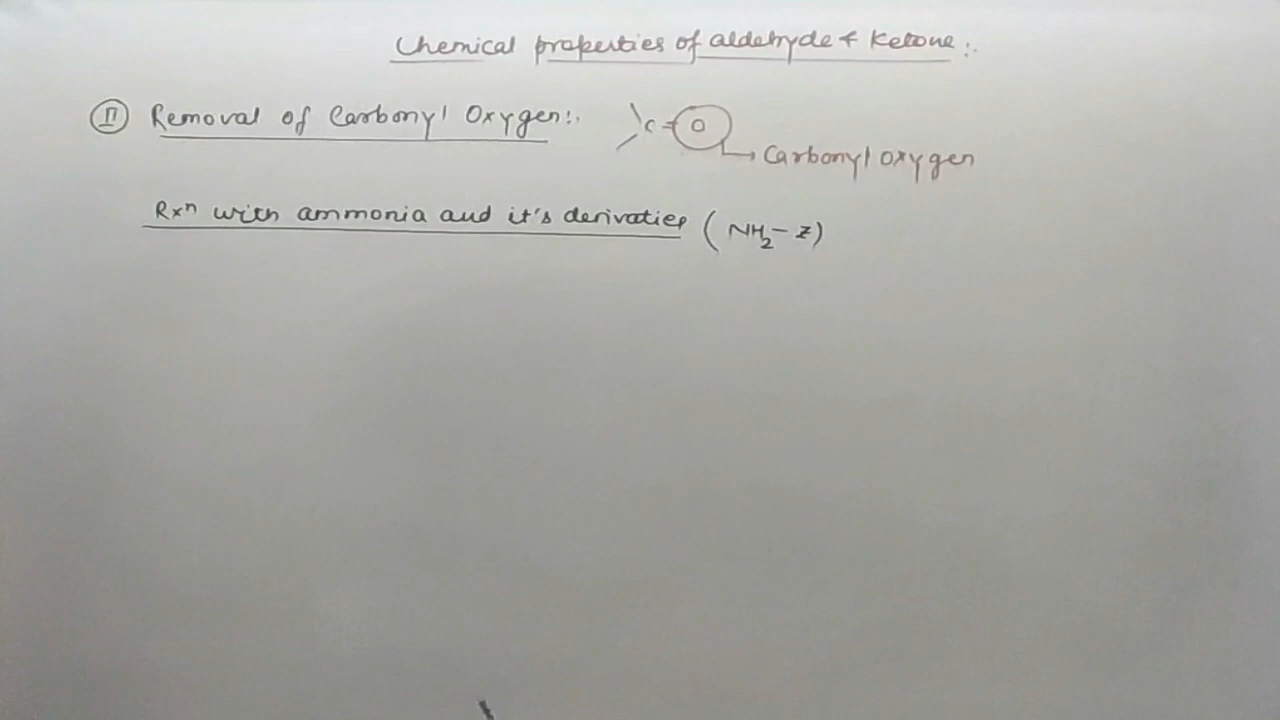 Chemical properties of aldehyde & Ketone :.
II Removal of Carbonyl Oxygen :. C=O
Carbonyl oxygen
Rxn with ammonia and it's derivaties (NH2-Z)